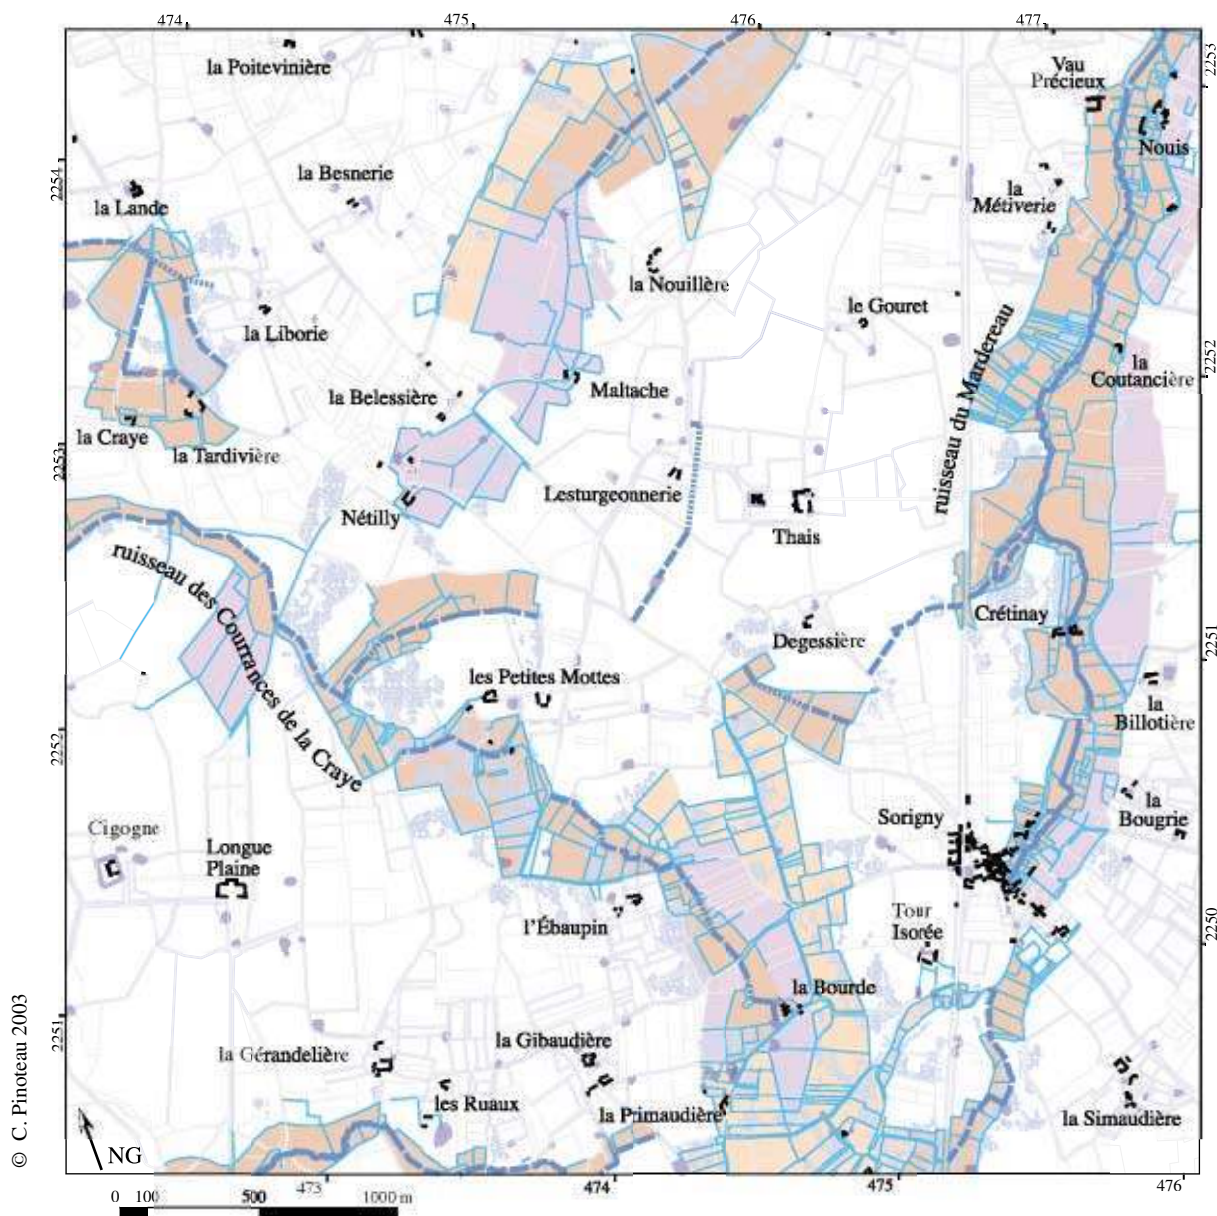 474
475
476
477
la Poitevinière
Vau
Précieux
2253
Nouis
2254
la Besnerie
la Lande
la
Métiverie
la Nouillère
le Gouret
la Liborie
ruisseau du Mardereau
2252
la
Coutancière
la Belessière
Maltache
la Craye
la Tardivière
2253
Lesturgeonnerie
Nétilly
Thais
ruisseau des Courrances de la Craye
Crétinay
Degessière
2251
les Petites Mottes
la
Billotière
2252
Cigogne
Longue
Plaine
Sorigny
la
Bougrie
l'Ébaupin
Tour
Isorée
2250
la Bourde
2251
la Gérandelière
la Gibaudière
les Ruaux
la Primaudière
la Simaudière
© C. Pinoteau 2003
NG
473
474
475
476
0 100 500 1000 m